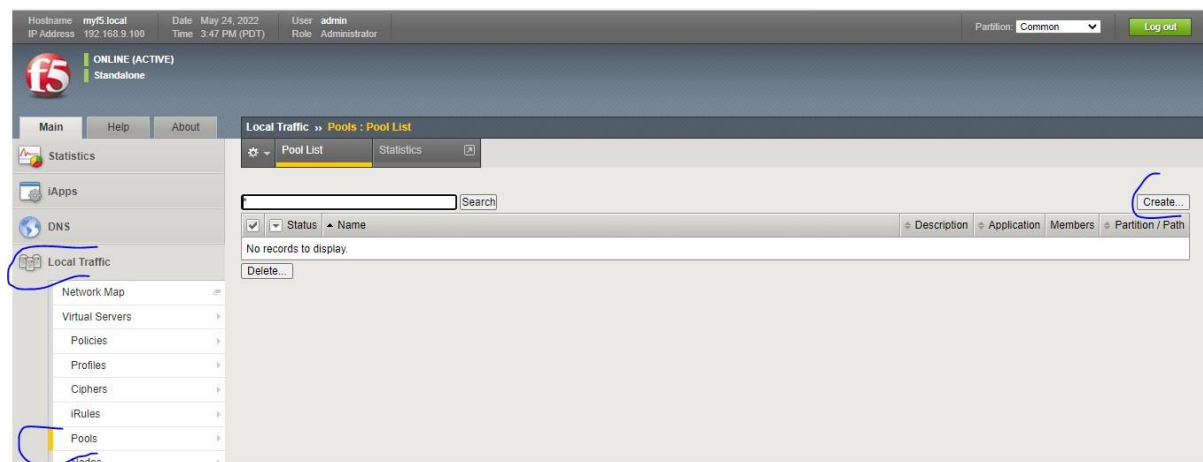 Hostname myf5.local Date May 24, 2022 User admin
IP Address 192.168.9.100 Time 3:47 PM (PDT) Role Administrator
Partition: Common Log out
f5
ONLINE (ACTIVE)
Standalone
Main Help About
Local Traffic ›› Pools : Pool List
Statistics
Pool List Statistics
iApps
* Search Create...
DNS
Status Name Description Application Members Partition / Path
No records to display.
Local Traffic
Delete...
Network Map
Virtual Servers
Policies
Profiles
Ciphers
iRules
Pools
Nodes